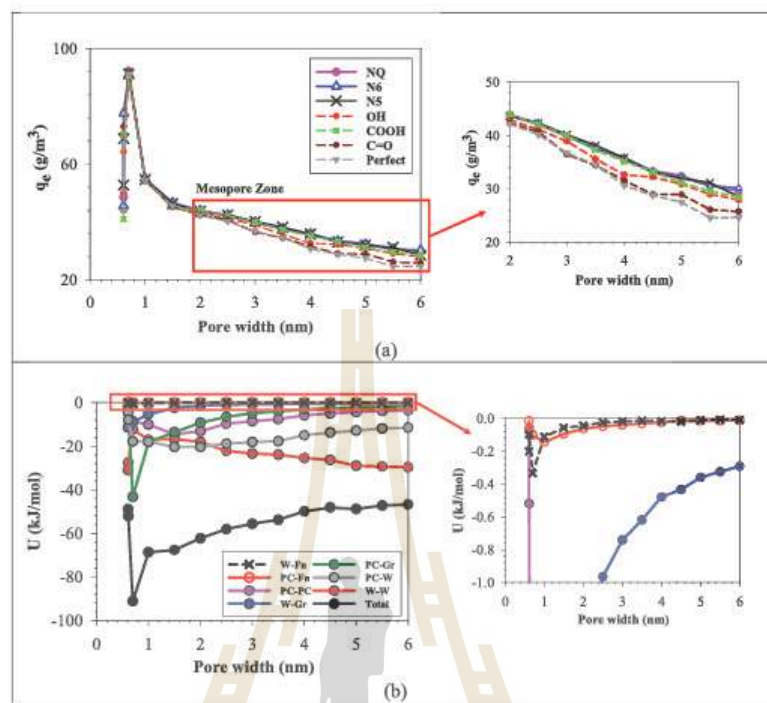 100
60
20
qe (g/m³)
NQ
N6
N5
OH
COOH
C=O
Perfect
Mesopore Zone
0 1 2 3 4 5 6
Pore width (nm)
50
40
30
20
qe (g/m³)
2 3 4 5 6
Pore width (nm)
(a)
0
-20
-40
-60
-80
-100
U (kJ/mol)
W-Fn PC-Gr
PC-Fn PC-W
PC-PC W-W
W-Gr Total
0 1 2 3 4 5 6
Pore width (nm)
0.0
-0.2
-0.4
-0.6
-0.8
-1.0
U (kJ/mol)
0 1 2 3 4 5 6
Pore width (nm)
(b)